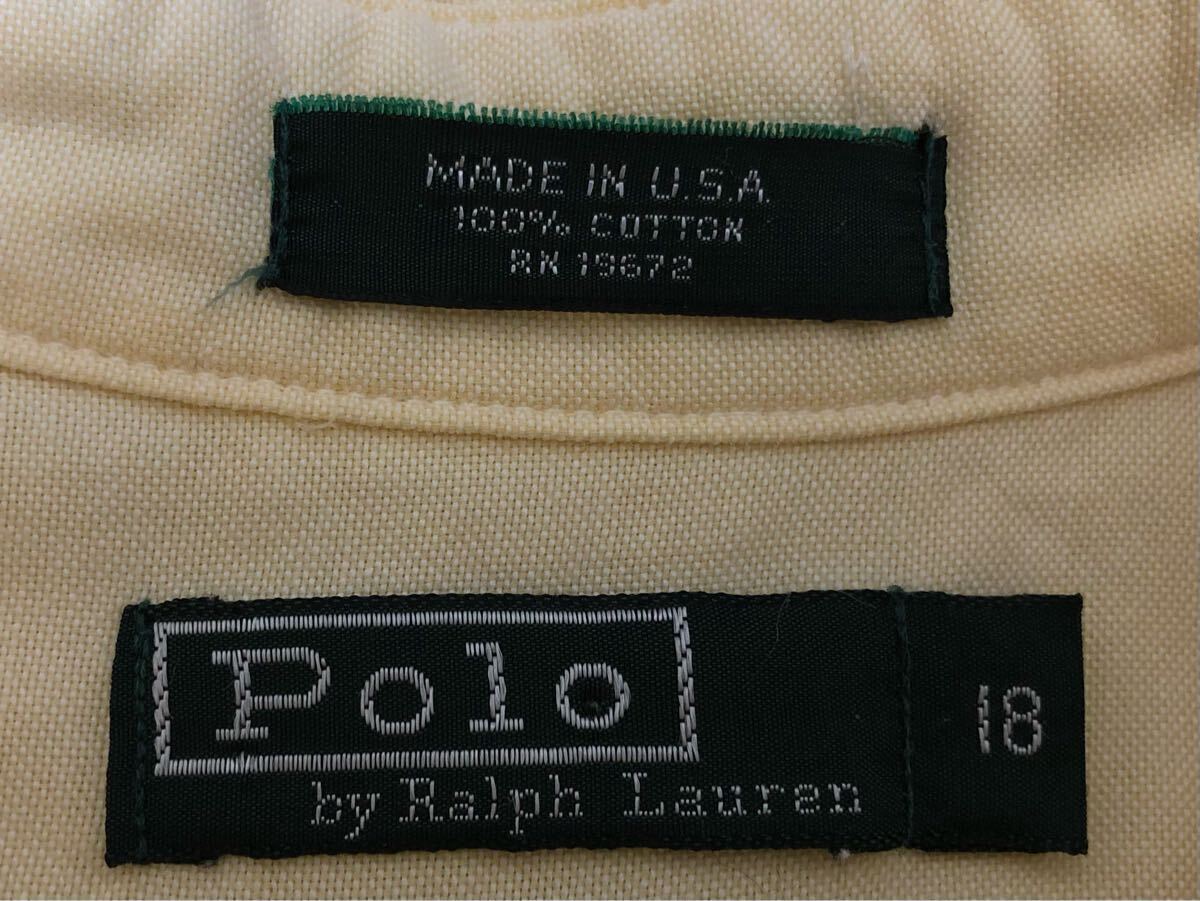 MADE IN U.S.A.
100% COTTON
RN 19672
Polo
by Ralph Lauren
18